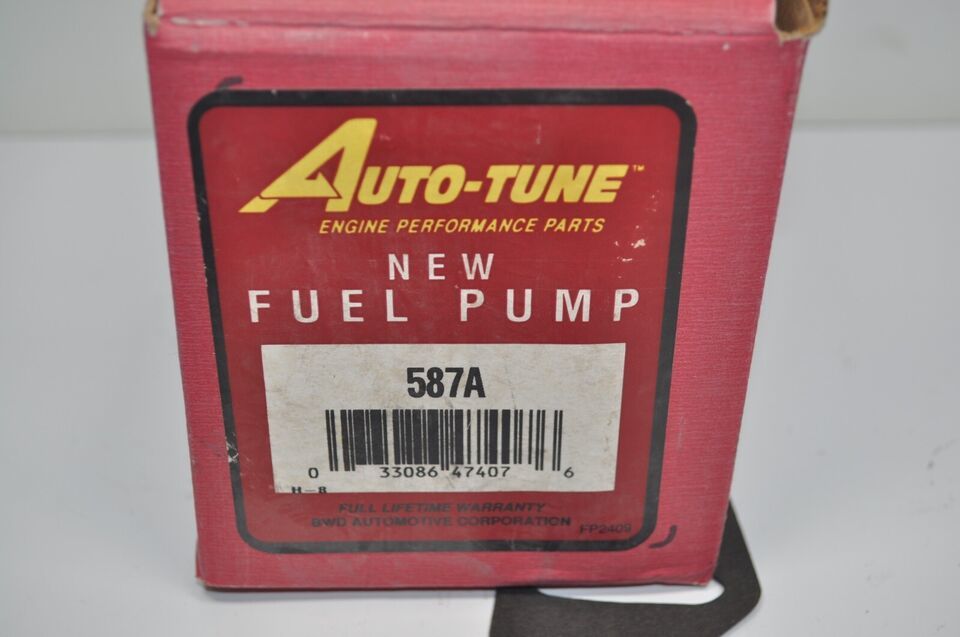 AUTO-TUNE™
ENGINE PERFORMANCE PARTS
NEW
FUEL PUMP
587A
0 33086 47407 6
H-8
FULL LIFETIME WARRANTY
BWD AUTOMOTIVE CORPORATION
FP2409